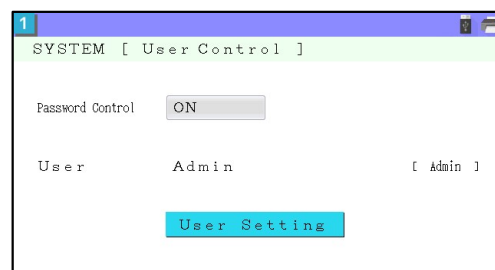 1
SYSTEM [ User Control ]
Password Control ON
User Admin [ Admin ]
User Setting